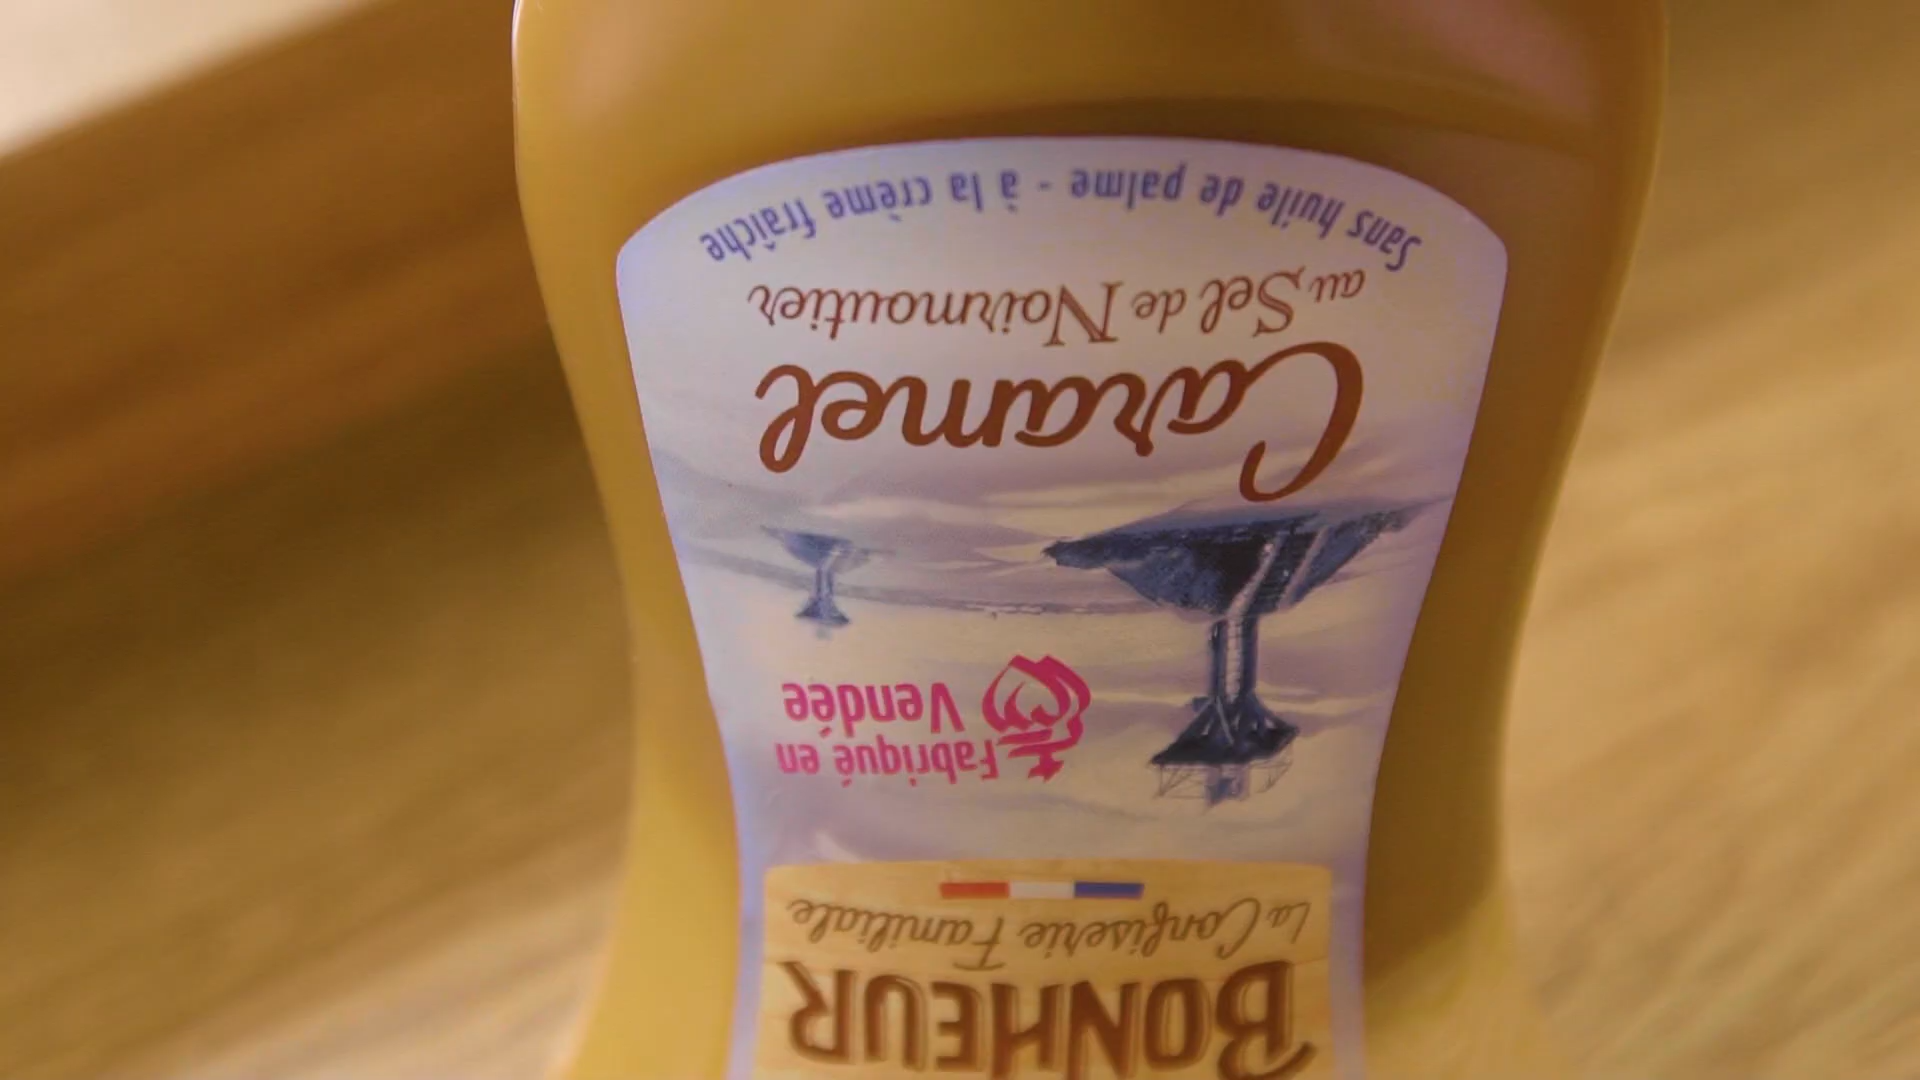 BONHEUR
La Confiserie Familiale
Fabriqué en
Vendée
Caramel
au Sel de Noirmoutier
Sans huile de palme - à la crème fraîche